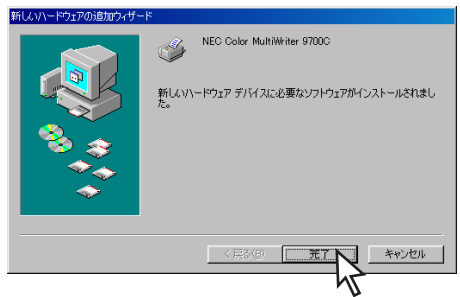 新しいハードウェアの追加ウィザード
NEC Color MultiWriter 9700C
新しいハードウェア デバイスに必要なソフトウェアがインストールされまし
た。
< 戻る(B)
完了
キャンセル